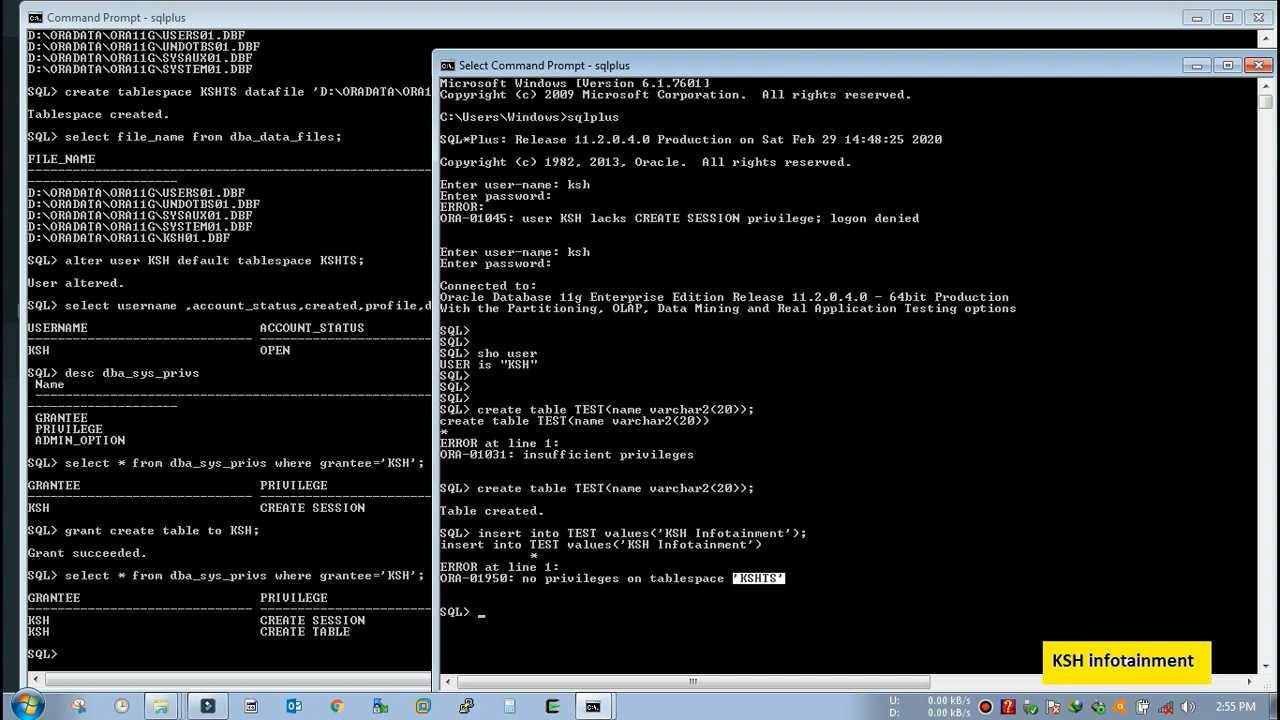 Command Prompt - sqlplus
D:\ORADATA\ORA11G\USERS01.DBF
D:\ORADATA\ORA11G\UNDOTBS01.DBF
D:\ORADATA\ORA11G\SYSAUX01.DBF
D:\ORADATA\ORA11G\SYSTEM01.DBF
SQL> create tablespace KSHTS datafile 'D:\ORADATA\ORA1
Tablespace created.
SQL> select file_name from dba_data_files;
FILE_NAME
--------------------------------------------------------
--------------------
D:\ORADATA\ORA11G\USERS01.DBF
D:\ORADATA\ORA11G\UNDOTBS01.DBF
D:\ORADATA\ORA11G\SYSAUX01.DBF
D:\ORADATA\ORA11G\SYSTEM01.DBF
D:\ORADATA\ORA11G\KSH01.DBF
SQL> alter user KSH default tablespace KSHTS;
User altered.
SQL> select username ,account_status,created,profile,d
USERNAME ACCOUNT_STATUS
------------------------------ -----------------------
KSH OPEN
SQL> desc dba_sys_privs
Name
------------------------------------------------------
--------------------
GRANTEE
PRIVILEGE
ADMIN_OPTION
SQL> select * from dba_sys_privs where grantee='KSH';
GRANTEE PRIVILEGE
------------------------------ -----------------------
KSH CREATE SESSION
SQL> grant create table to KSH;
Grant succeeded.
SQL> select * from dba_sys_privs where grantee='KSH';
GRANTEE PRIVILEGE
------------------------------ -----------------------
KSH CREATE SESSION
KSH CREATE TABLE
SQL>
Select Command Prompt - sqlplus
Microsoft Windows [Version 6.1.7601]
Copyright (c) 2009 Microsoft Corporation.  All rights reserved.
C:\Users\Windows>sqlplus
SQL*Plus: Release 11.2.0.4.0 Production on Sat Feb 29 14:48:25 2020
Copyright (c) 1982, 2013, Oracle.  All rights reserved.
Enter user-name: ksh
Enter password:
ERROR:
ORA-01045: user KSH lacks CREATE SESSION privilege; logon denied
Enter user-name: ksh
Enter password:
Connected to:
Oracle Database 11g Enterprise Edition Release 11.2.0.4.0 - 64bit Production
With the Partitioning, OLAP, Data Mining and Real Application Testing options
SQL>
SQL>
SQL> sho user
USER is "KSH"
SQL>
SQL>
SQL>
SQL> create table TEST(name varchar2(20));
create table TEST(name varchar2(20))
*
ERROR at line 1:
ORA-01031: insufficient privileges
SQL> create table TEST(name varchar2(20));
Table created.
SQL> insert into TEST values('KSH Infotainment');
insert into TEST values('KSH Infotainment')
*
ERROR at line 1:
ORA-01950: no privileges on tablespace 'KSHTS'
SQL> _
KSH infotainment
U: 0.00 kB/s
D: 0.00 kB/s
2:55 PM